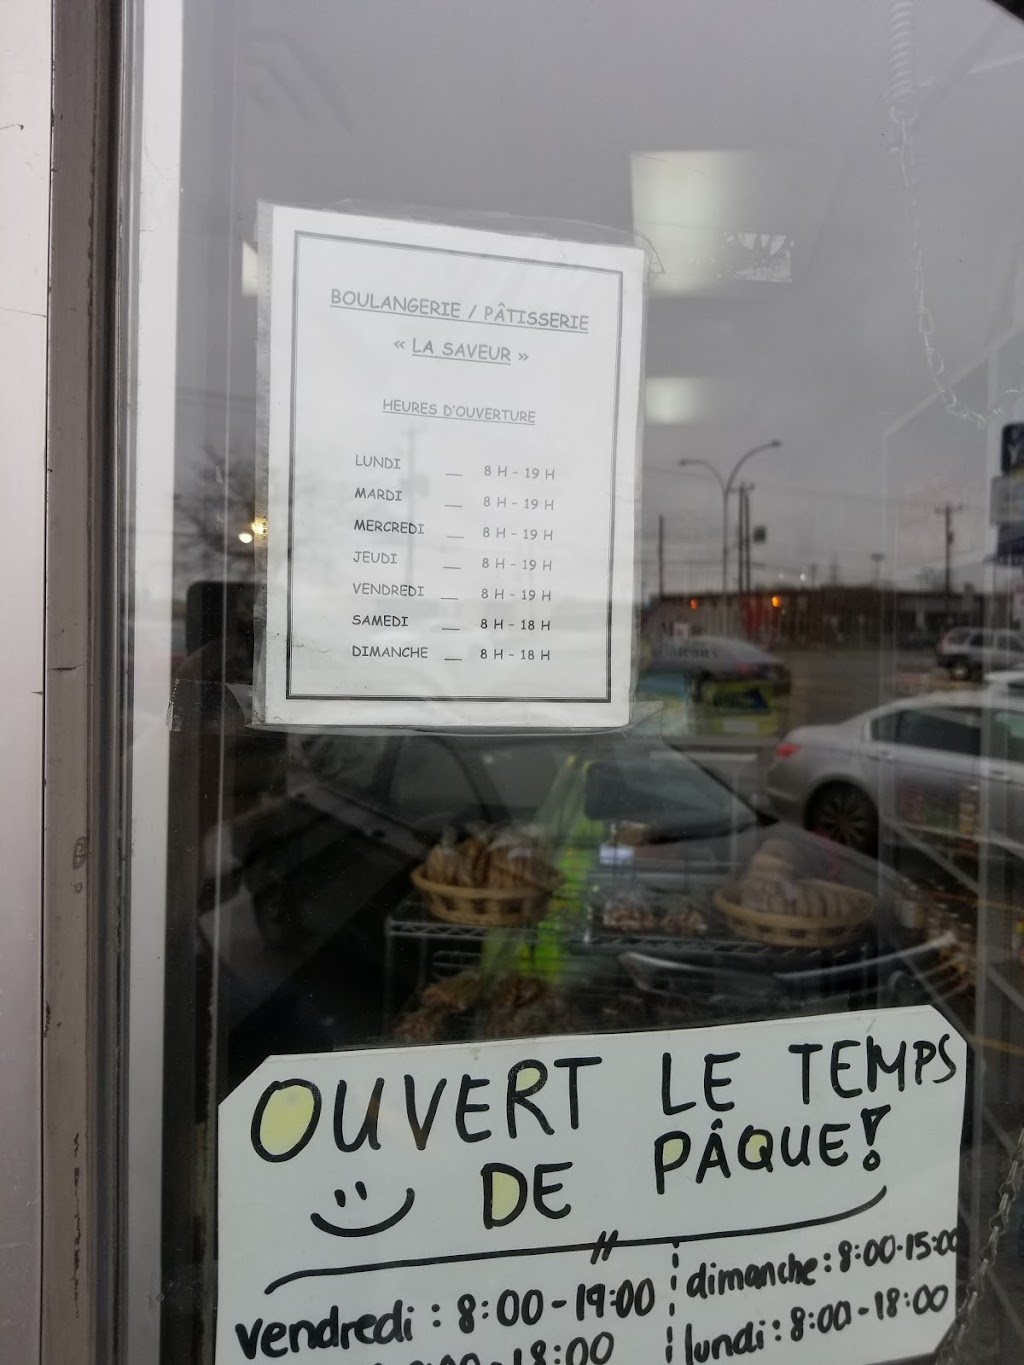 BOULANGERIE / PÂTISSERIE
« LA SAVEUR »
HEURES D'OUVERTURE
LUNDI — 8 H - 19 H
MARDI — 8 H - 19 H
MERCREDI — 8 H - 19 H
JEUDI — 8 H - 19 H
VENDREDI — 8 H - 19 H
SAMEDI — 8 H - 18 H
DIMANCHE — 8 H - 18 H
OUVERT LE TEMPS
DE PÂQUE!
vendredi : 8:00-19:00
-18:00
dimanche : 8:00-15:00
lundi : 8:00-18:00